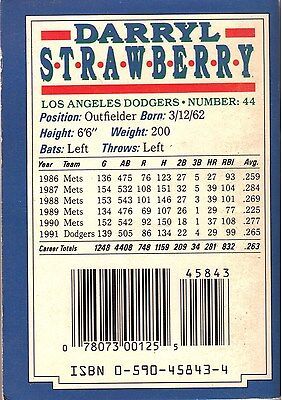 DARRYL
S•T•R•A•W•B•E•R•R•Y
LOS ANGELES DODGERS • NUMBER: 44
Position: Outfielder Born: 3/12/62
Height: 6'6" Weight: 200
Bats: Left Throws: Left
Year Team G AB R H 2B 3B HR RBI Avg.
1986 Mets 136 475 76 123 27 5 27 93 .259
1987 Mets 154 532 108 151 32 5 39 104 .284
1988 Mets 153 543 101 146 27 3 39 101 .269
1989 Mets 134 476 69 107 26 1 29 77 .225
1990 Mets 152 542 92 150 18 1 37 108 .277
1991 Dodgers 139 505 86 134 22 4 28 99 .265
Career Totals 1248 4408 748 1159 209 34 281 832 .263
45843
0 78073 00125 5
ISBN 0-590-45843-4